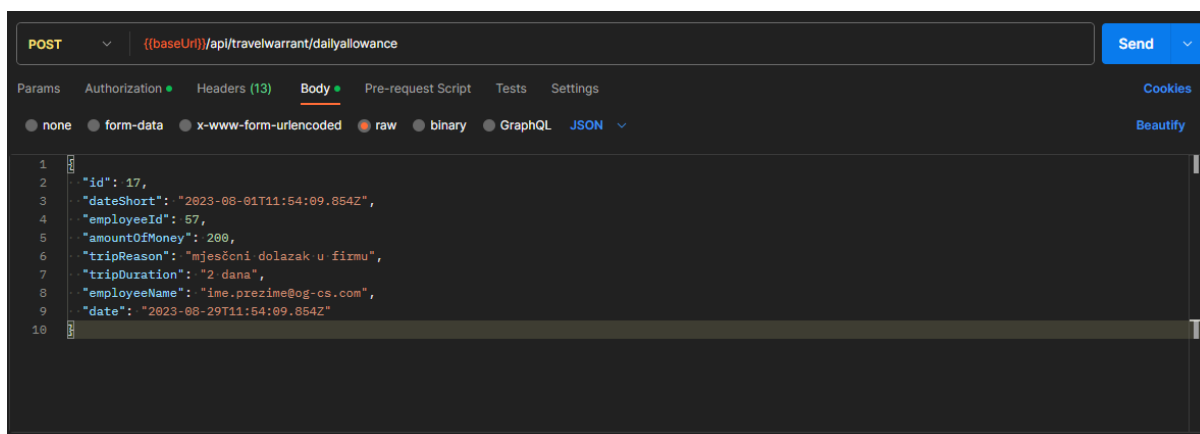 POST {{baseUrl}}/api/travelwarrant/dailyallowance Send
Params Authorization Headers (13) Body Pre-request Script Tests Settings Cookies
none form-data x-www-form-urlencoded raw binary GraphQL JSON Beautify
1 {
2 "id": 17,
3 "dateShort": "2023-08-01T11:54:09.854Z",
4 "employeeId": 57,
5 "amountOfMoney": 200,
6 "tripReason": "mjesčcni dolazak u firmu",
7 "tripDuration": "2 dana",
8 "employeeName": "ime.prezime@og-cs.com",
9 "date": "2023-08-29T11:54:09.854Z"
10 }